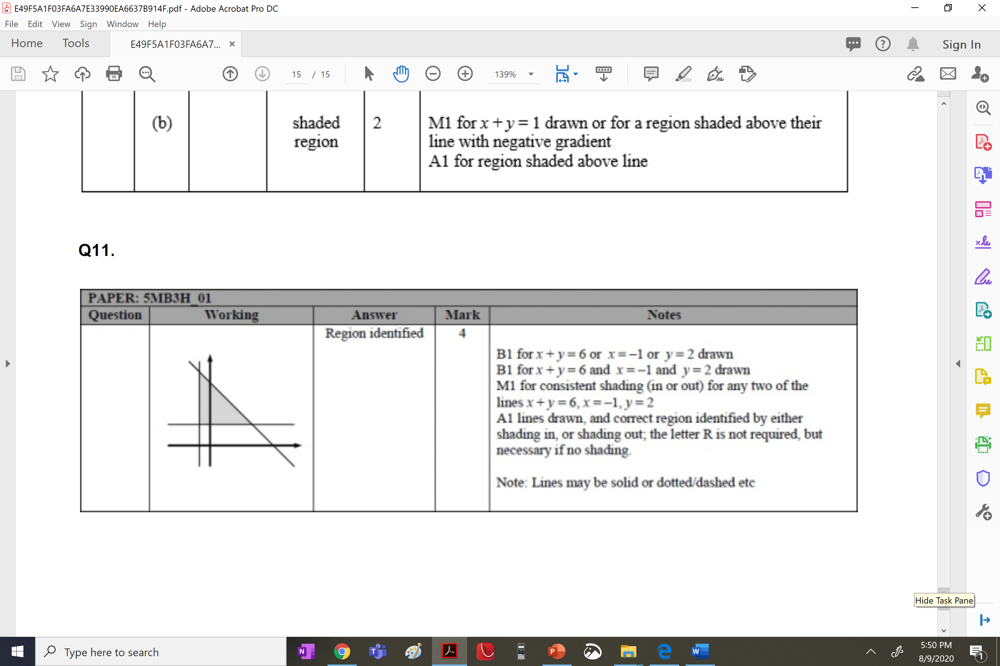 E49F5A1F03FA6A7E33990EA6637B914F.pdf - Adobe Acrobat Pro DC
File Edit View Sign Window Help
Home Tools E49F5A1F03FA6A7... × Sign In
15 / 15 139%
(b) shaded 2 M1 for x + y = 1 drawn or for a region shaded above their
region line with negative gradient
A1 for region shaded above line
Q11.
PAPER: 5MB3H_01
Question Working Answer Mark Notes
Region identified 4
B1 for x + y = 6 or x = –1 or y = 2 drawn
B1 for x + y = 6 and x = –1 and y = 2 drawn
M1 for consistent shading (in or out) for any two of the
lines x + y = 6, x = –1, y = 2
A1 lines drawn, and correct region identified by either
shading in, or shading out; the letter R is not required, but
necessary if no shading.
Note: Lines may be solid or dotted/dashed etc
Hide Task Pane
Type here to search
5:50 PM
8/9/2020
1